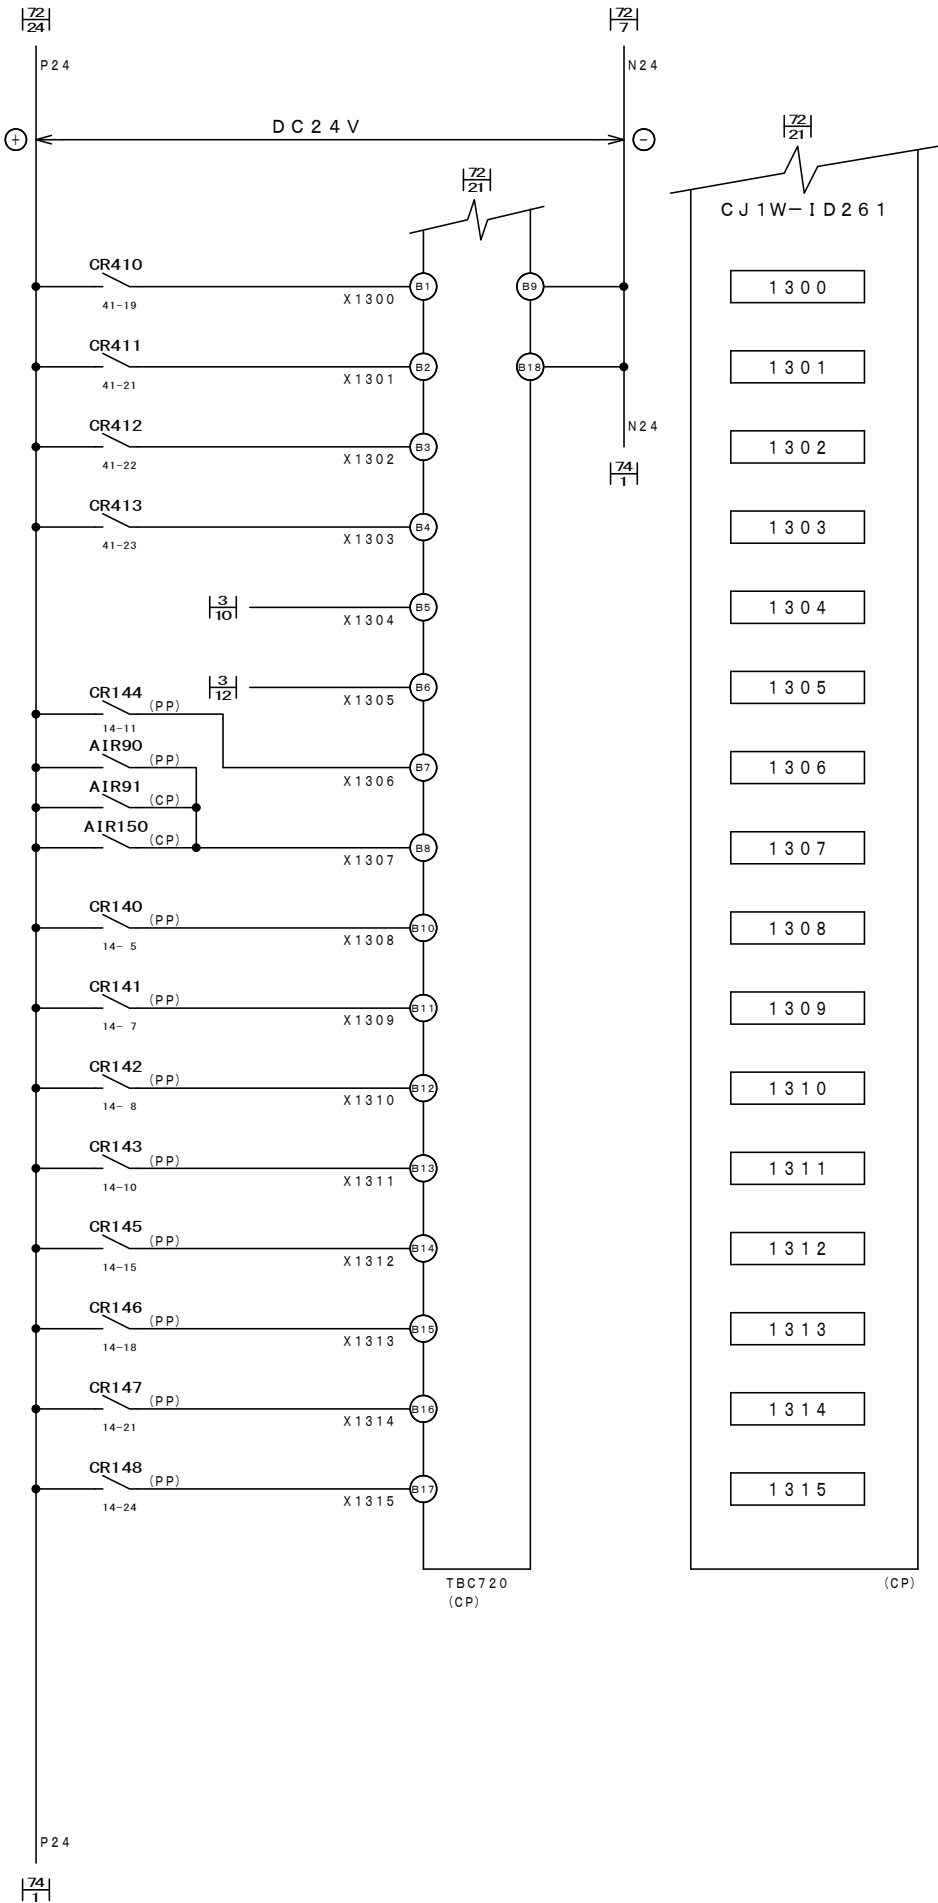 72
24
72
7
P24
N24
DC24V
+
−
72
21
72
21
CJ1W-ID261
CR410
41-19
X1300
B1
B9
1300
CR411
41-21
X1301
B2
B18
1301
CR412
41-22
X1302
B3
N24
74
1
1302
CR413
41-23
X1303
B4
1303
3
10
X1304
B5
1304
3
12
X1305
B6
1305
CR144
(PP)
14-11
X1306
B7
1306
AIR90
(PP)
AIR91
(CP)
AIR150
(CP)
X1307
B8
1307
CR140
(PP)
14- 5
X1308
B10
1308
CR141
(PP)
14- 7
X1309
B11
1309
CR142
(PP)
14- 8
X1310
B12
1310
CR143
(PP)
14-10
X1311
B13
1311
CR145
(PP)
14-15
X1312
B14
1312
CR146
(PP)
14-18
X1313
B15
1313
CR147
(PP)
14-21
X1314
B16
1314
CR148
(PP)
14-24
X1315
B17
1315
TBC720
(CP)
(CP)
P24
74
1